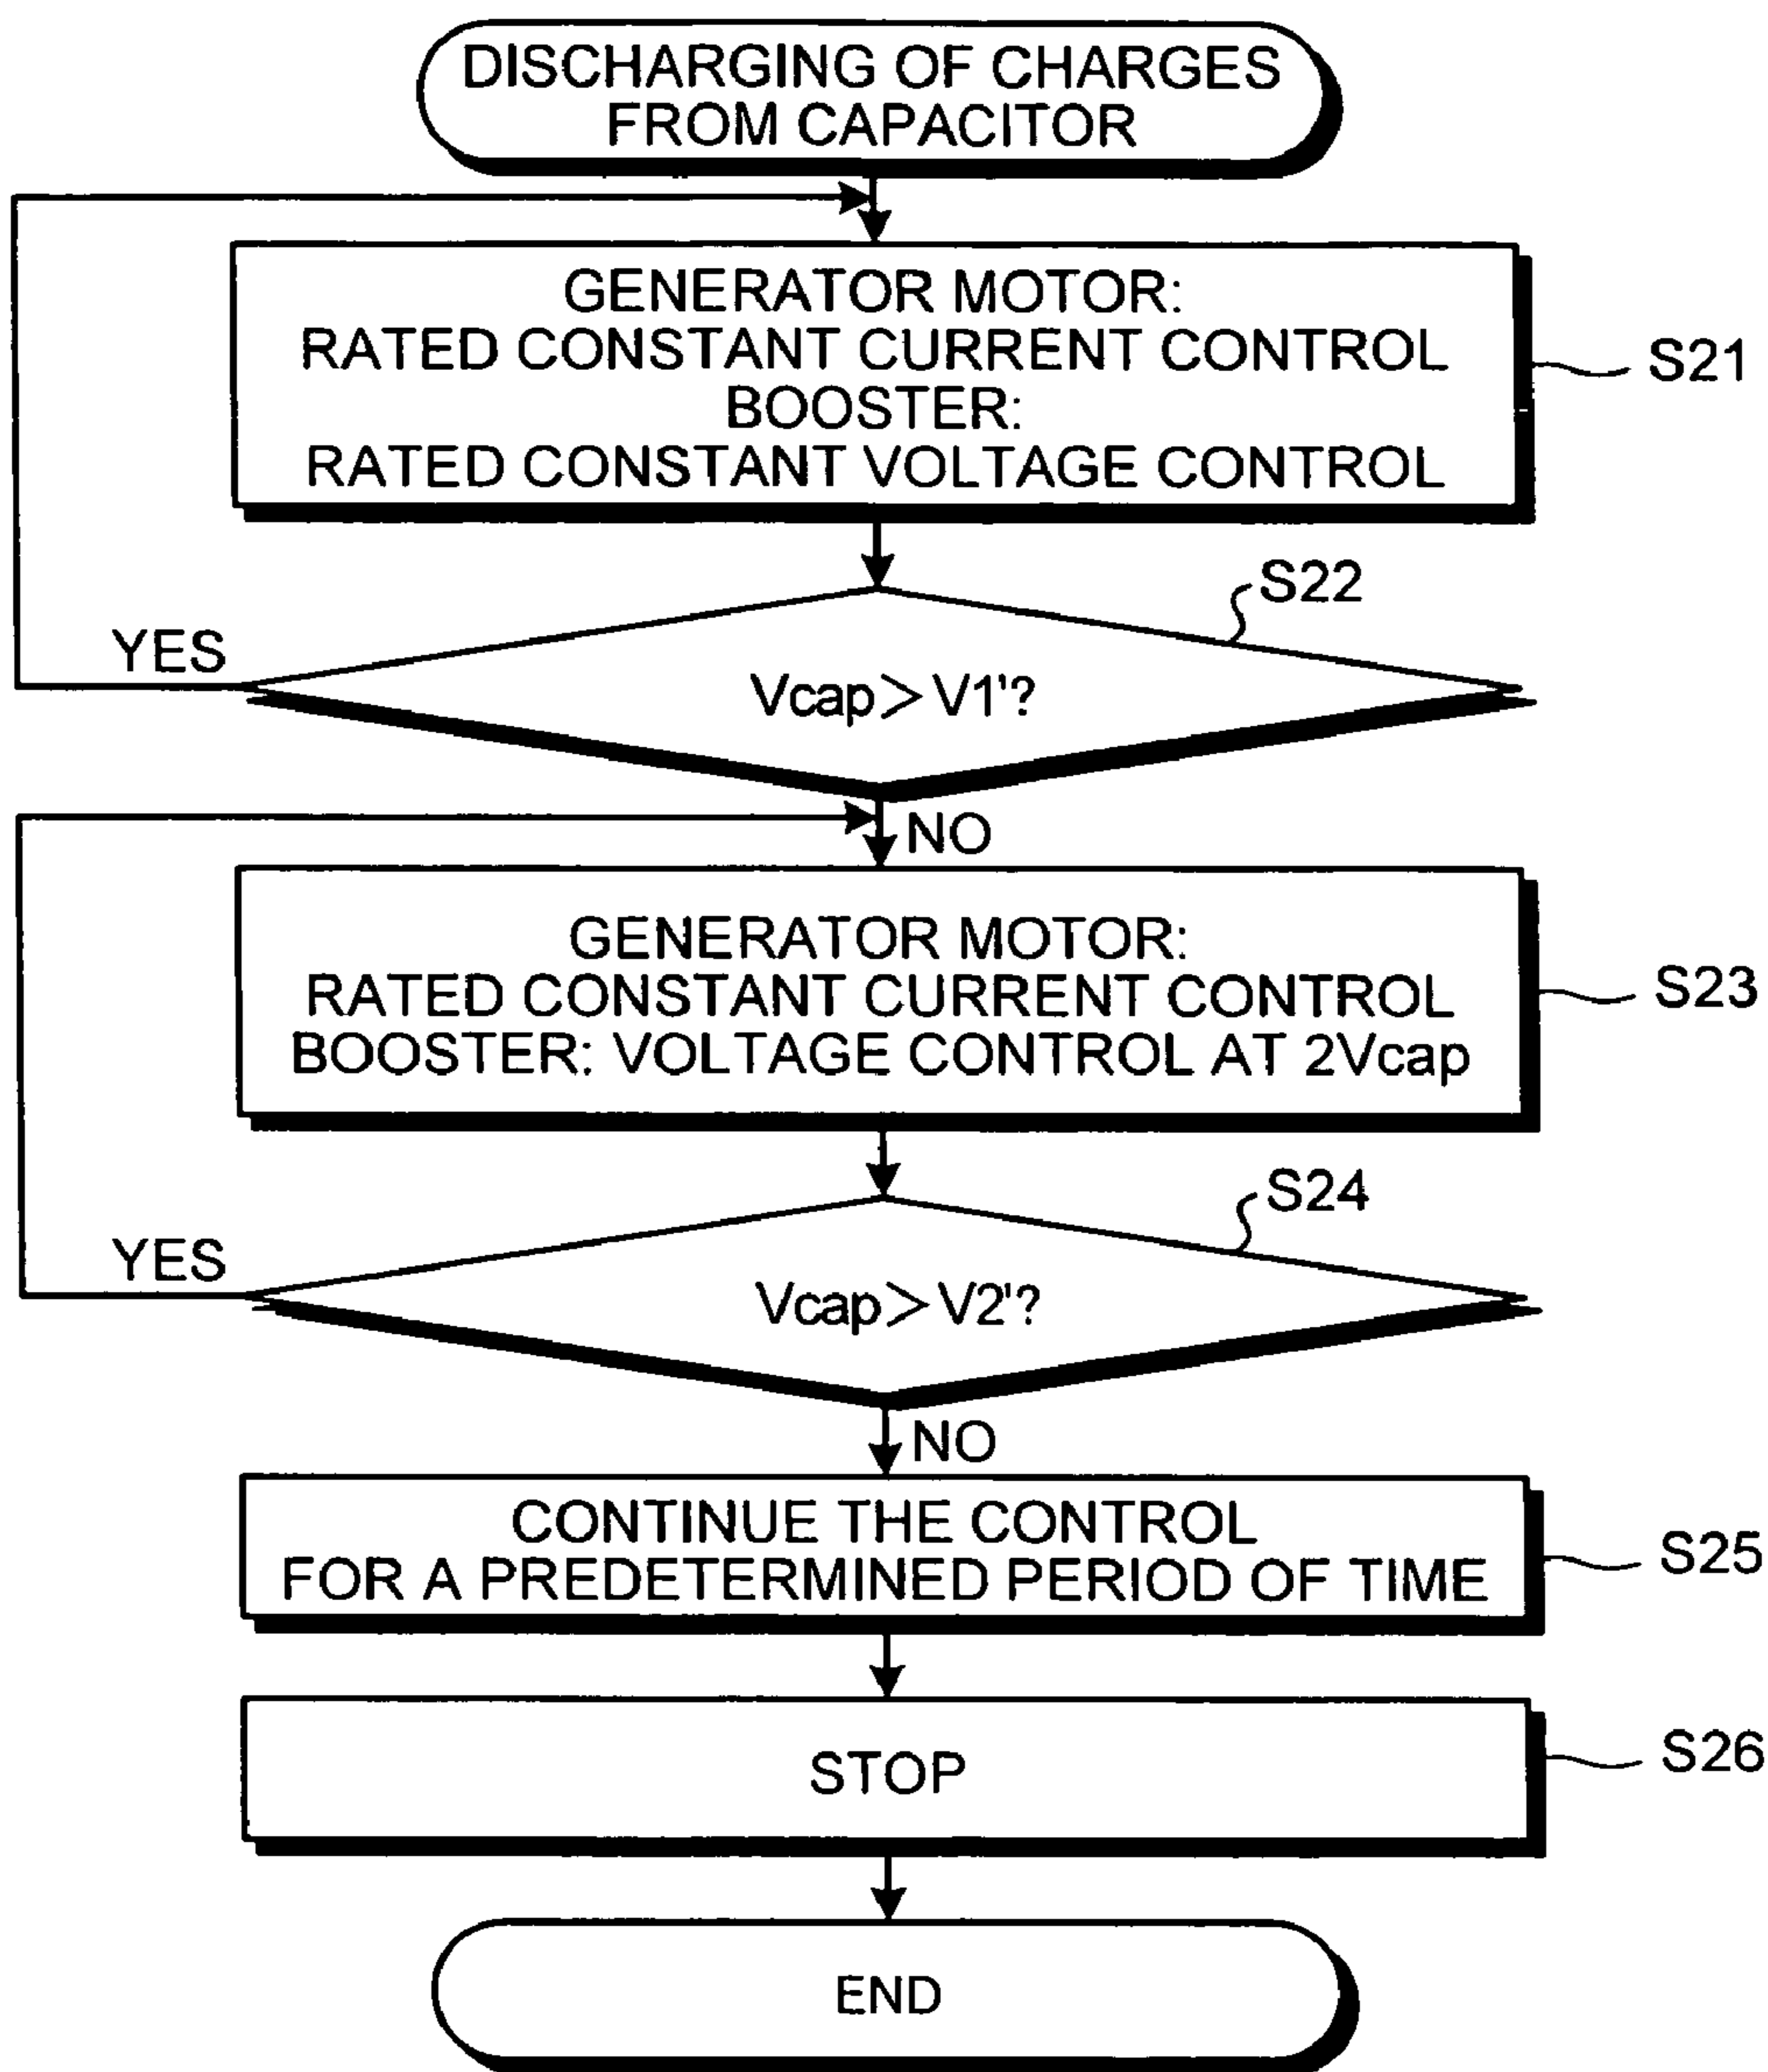 DISCHARGING OF CHARGES
FROM CAPACITOR
GENERATOR MOTOR:
RATED CONSTANT CURRENT CONTROL
BOOSTER:
RATED CONSTANT VOLTAGE CONTROL
S21
S22
YES
Vcap＞V1'?
NO
GENERATOR MOTOR:
RATED CONSTANT CURRENT CONTROL
BOOSTER: VOLTAGE CONTROL AT 2Vcap
S23
S24
YES
Vcap＞V2'?
NO
CONTINUE THE CONTROL
FOR A PREDETERMINED PERIOD OF TIME
S25
STOP
S26
END